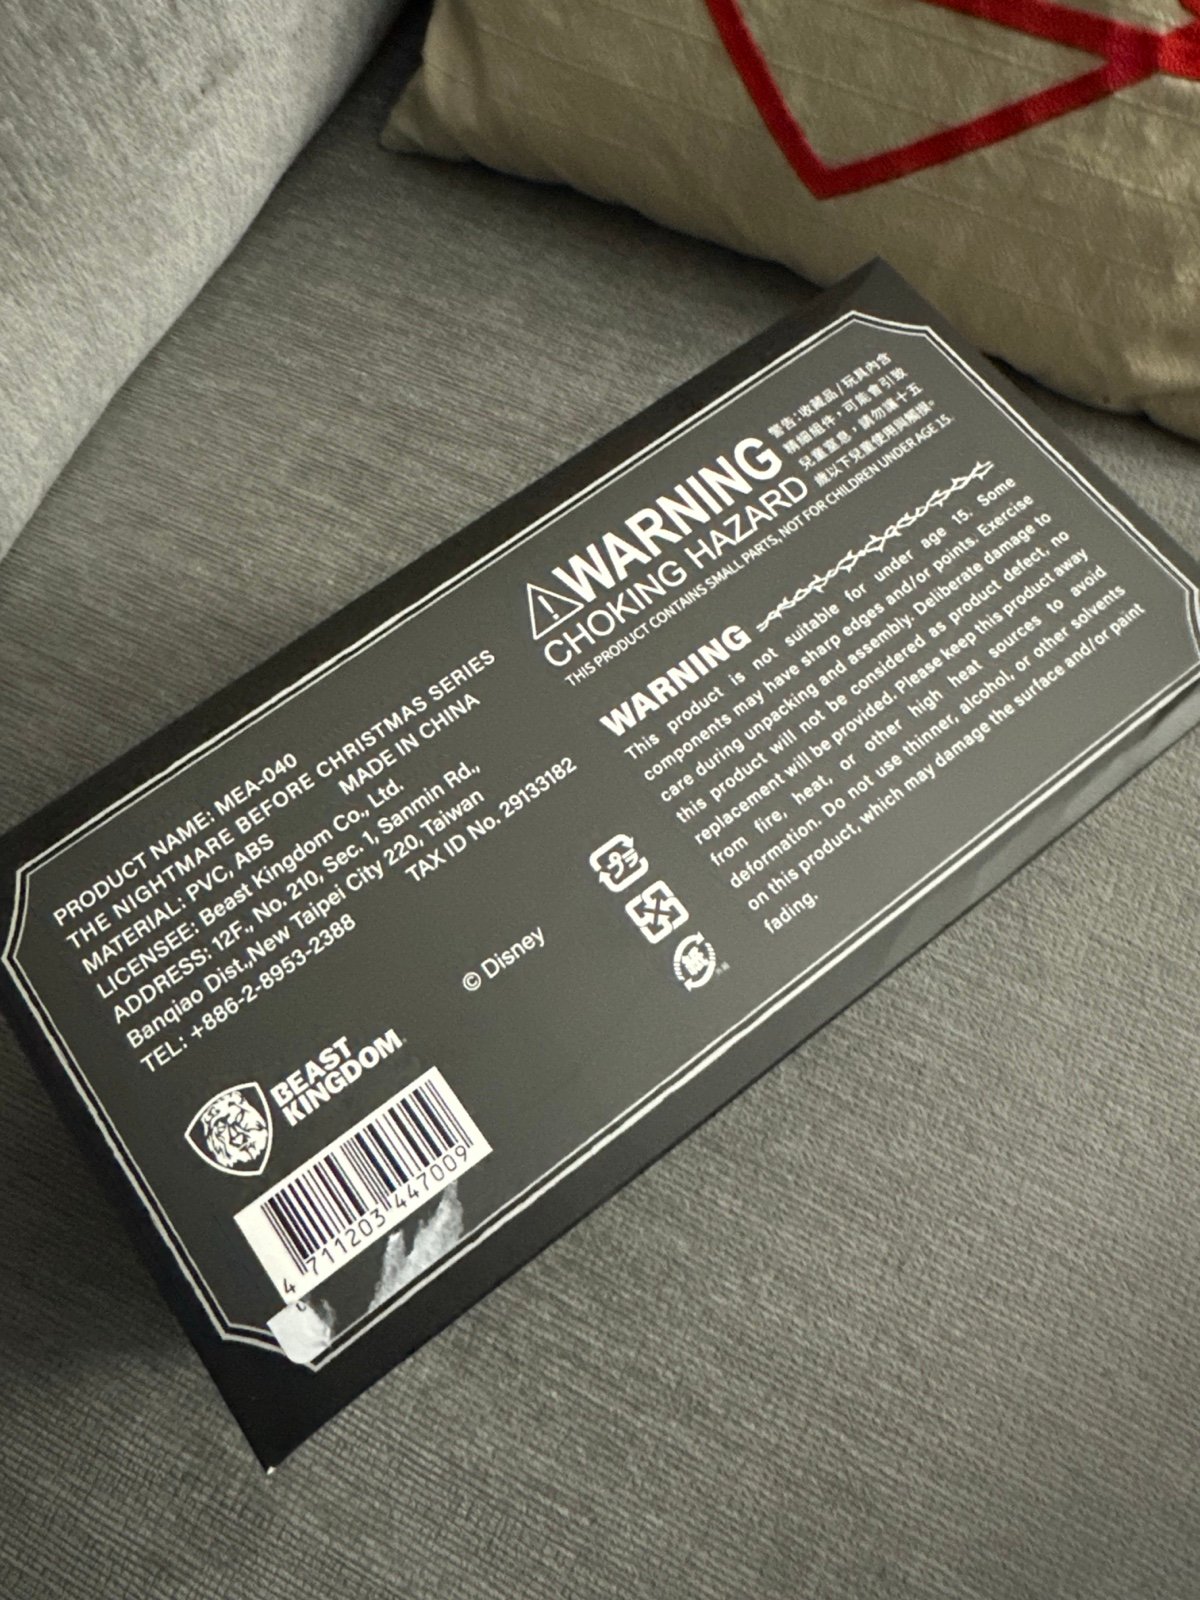 PRODUCT NAME: MEA-040
THE NIGHTMARE BEFORE CHRISTMAS SERIES
MATERIAL: PVC, ABS MADE IN CHINA
LICENSEE: Beast Kingdom Co., Ltd.
ADDRESS: 12F., No. 210, Sec. 1, Sanmin Rd.,
Banqiao Dist.,New Taipei City 220, Taiwan
TEL: +886-2-8953-2388 TAX ID No. 29133182
© Disney
BEAST
KINGDOM
4 711203 447009
WARNING
CHOKING HAZARD
警告:收藏品/玩具內含
精細組件,可能會引致
兒童窒息,請勿讓十五
歲以下兒童使用與觸摸。
THIS PRODUCT CONTAINS SMALL PARTS, NOT FOR CHILDREN UNDER AGE 15.
WARNING
This product is not suitable for under age 15. Some
components may have sharp edges and/or points. Exercise
care during unpacking and assembly. Deliberate damage to
this product will not be considered as product defect, no
replacement will be provided. Please keep this product away
from fire, heat, or other high heat sources to avoid
deformation. Do not use thinner, alcohol, or other solvents
on this product, which may damage the surface and/or paint
fading.
紙